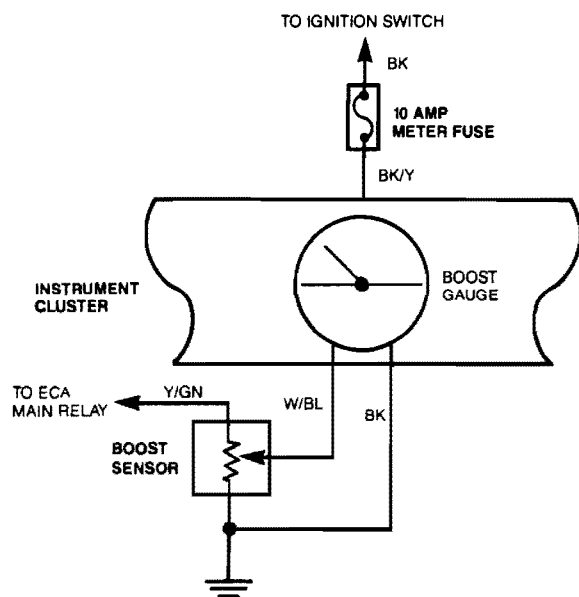 TO IGNITION SWITCH
BK
10 AMP
METER FUSE
BK/Y
INSTRUMENT
CLUSTER
BOOST
GAUGE
TO ECA
MAIN RELAY
Y/GN
W/BL
BK
BOOST
SENSOR